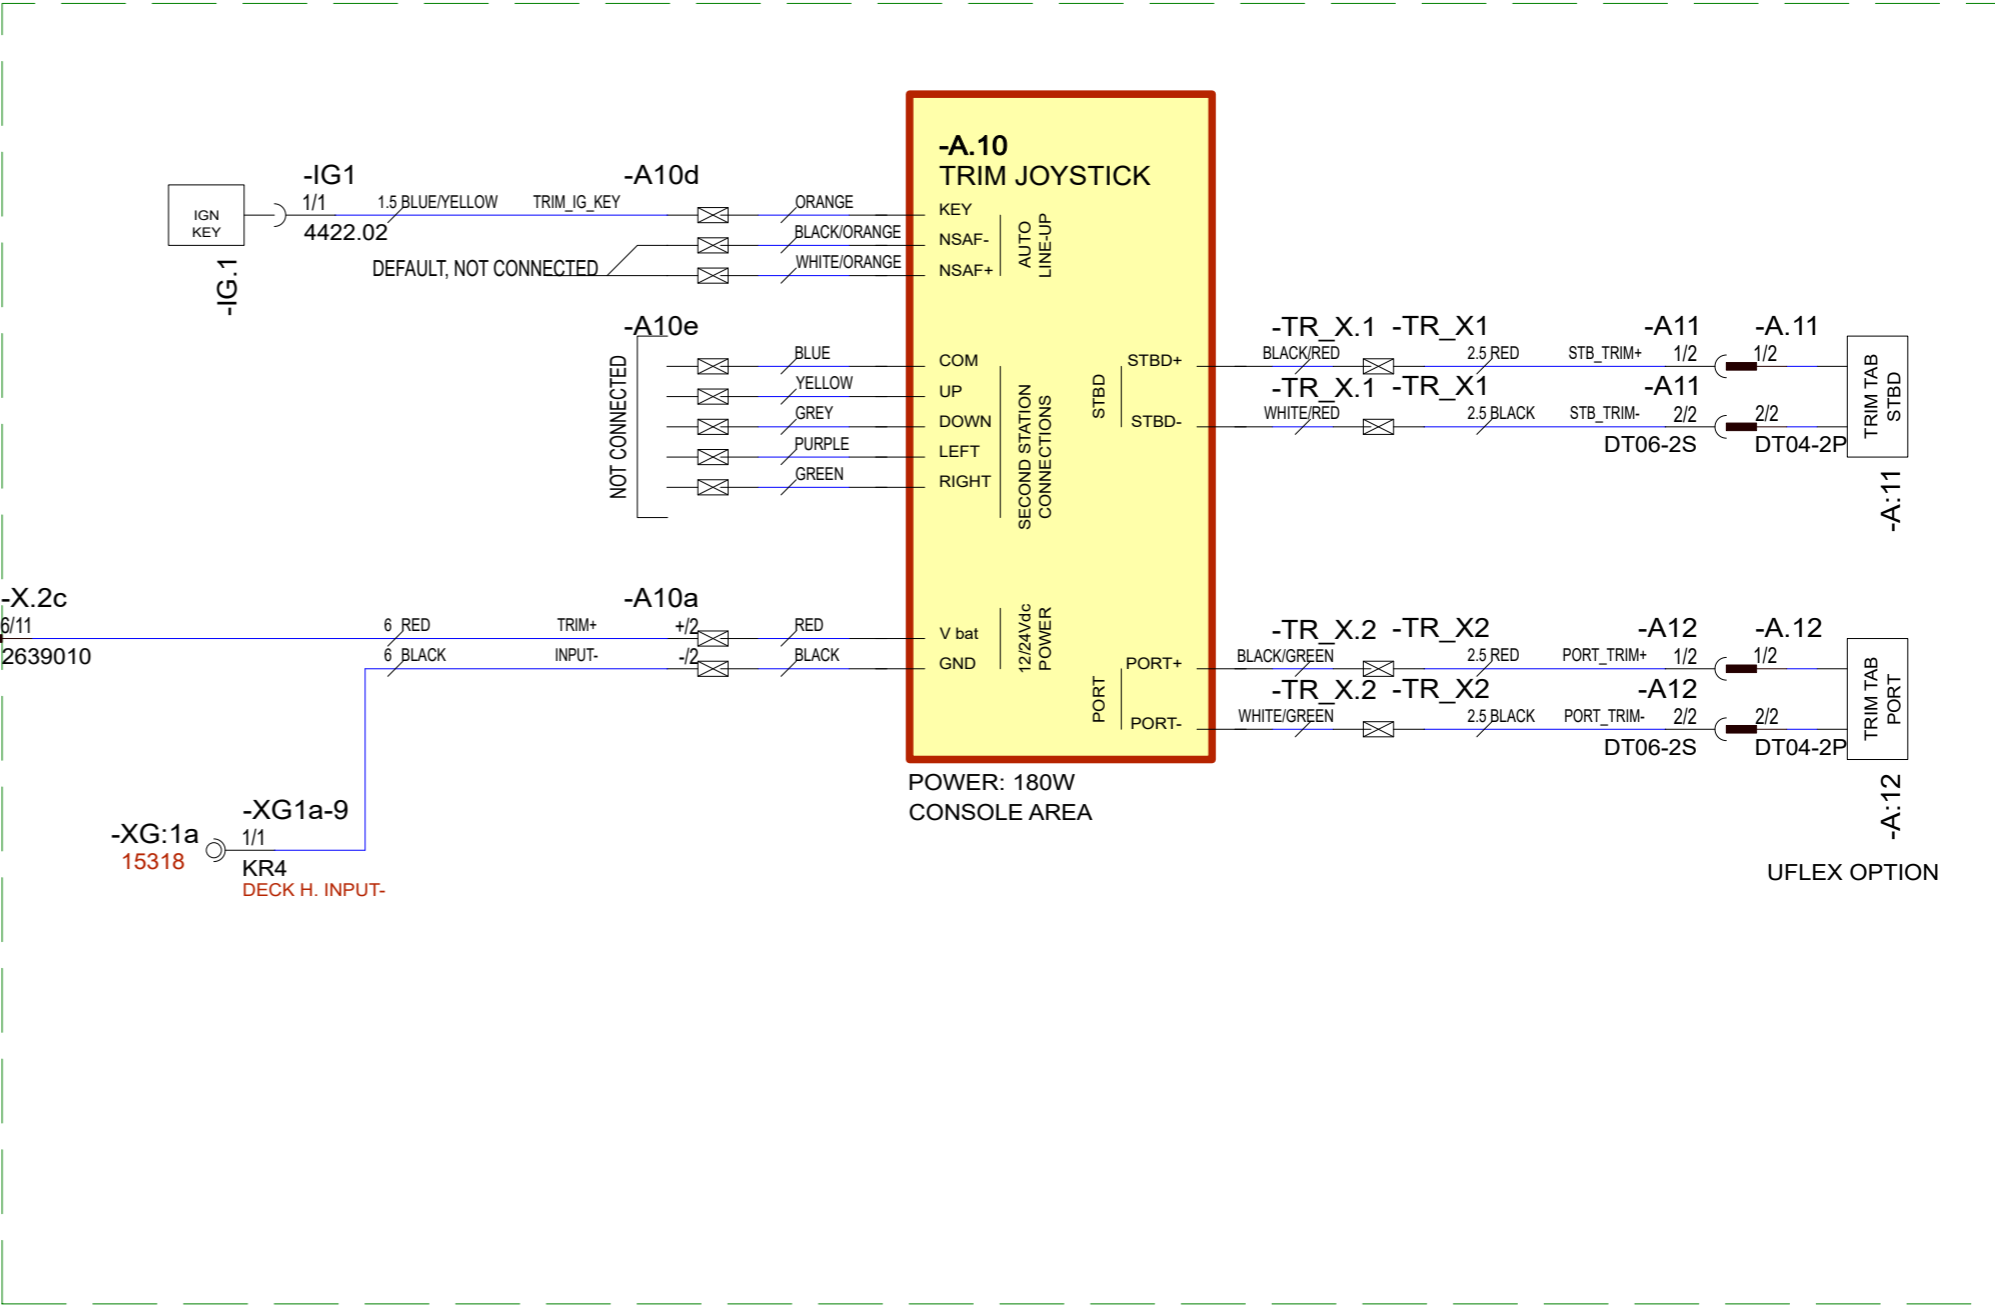 -A.10
TRIM JOYSTICK
-IG1
-A10d
1/1
1.5 BLUE/YELLOW
TRIM_IG_KEY
ORANGE
KEY
IGN
KEY
4422.02
BLACK/ORANGE
NSAF-
AUTO
LINE-UP
DEFAULT, NOT CONNECTED
WHITE/ORANGE
NSAF+
-IG.1
-A10e
NOT CONNECTED
BLUE
COM
YELLOW
UP
GREY
DOWN
PURPLE
LEFT
GREEN
RIGHT
SECOND STATION
CONNECTIONS
STBD+
STBD
STBD-
-TR_X.1
-TR_X1
-A11
-A.11
BLACK/RED
2.5 RED
STB_TRIM+
1/2
1/2
-TR_X.1
-TR_X1
-A11
WHITE/RED
2.5 BLACK
STB_TRIM-
2/2
2/2
DT06-2S
DT04-2P
TRIM TAB
STBD
-A:11
-X.2c
6/11
2639010
-A10a
6 RED
TRIM+
+/2
RED
V bat
6 BLACK
INPUT-
-/2
BLACK
GND
12/24Vdc
POWER
PORT+
PORT
PORT-
-TR_X.2
-TR_X2
-A12
-A.12
BLACK/GREEN
2.5 RED
PORT_TRIM+
1/2
1/2
-TR_X.2
-TR_X2
-A12
WHITE/GREEN
2.5 BLACK
PORT_TRIM-
2/2
2/2
DT06-2S
DT04-2P
TRIM TAB
PORT
-A:12
POWER: 180W
CONSOLE AREA
-XG1a-9
-XG:1a
1/1
15318
KR4
DECK H. INPUT-
UFLEX OPTION